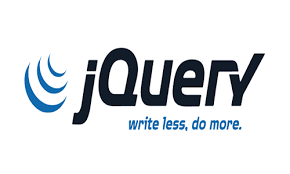 jQuery
write less, do more.